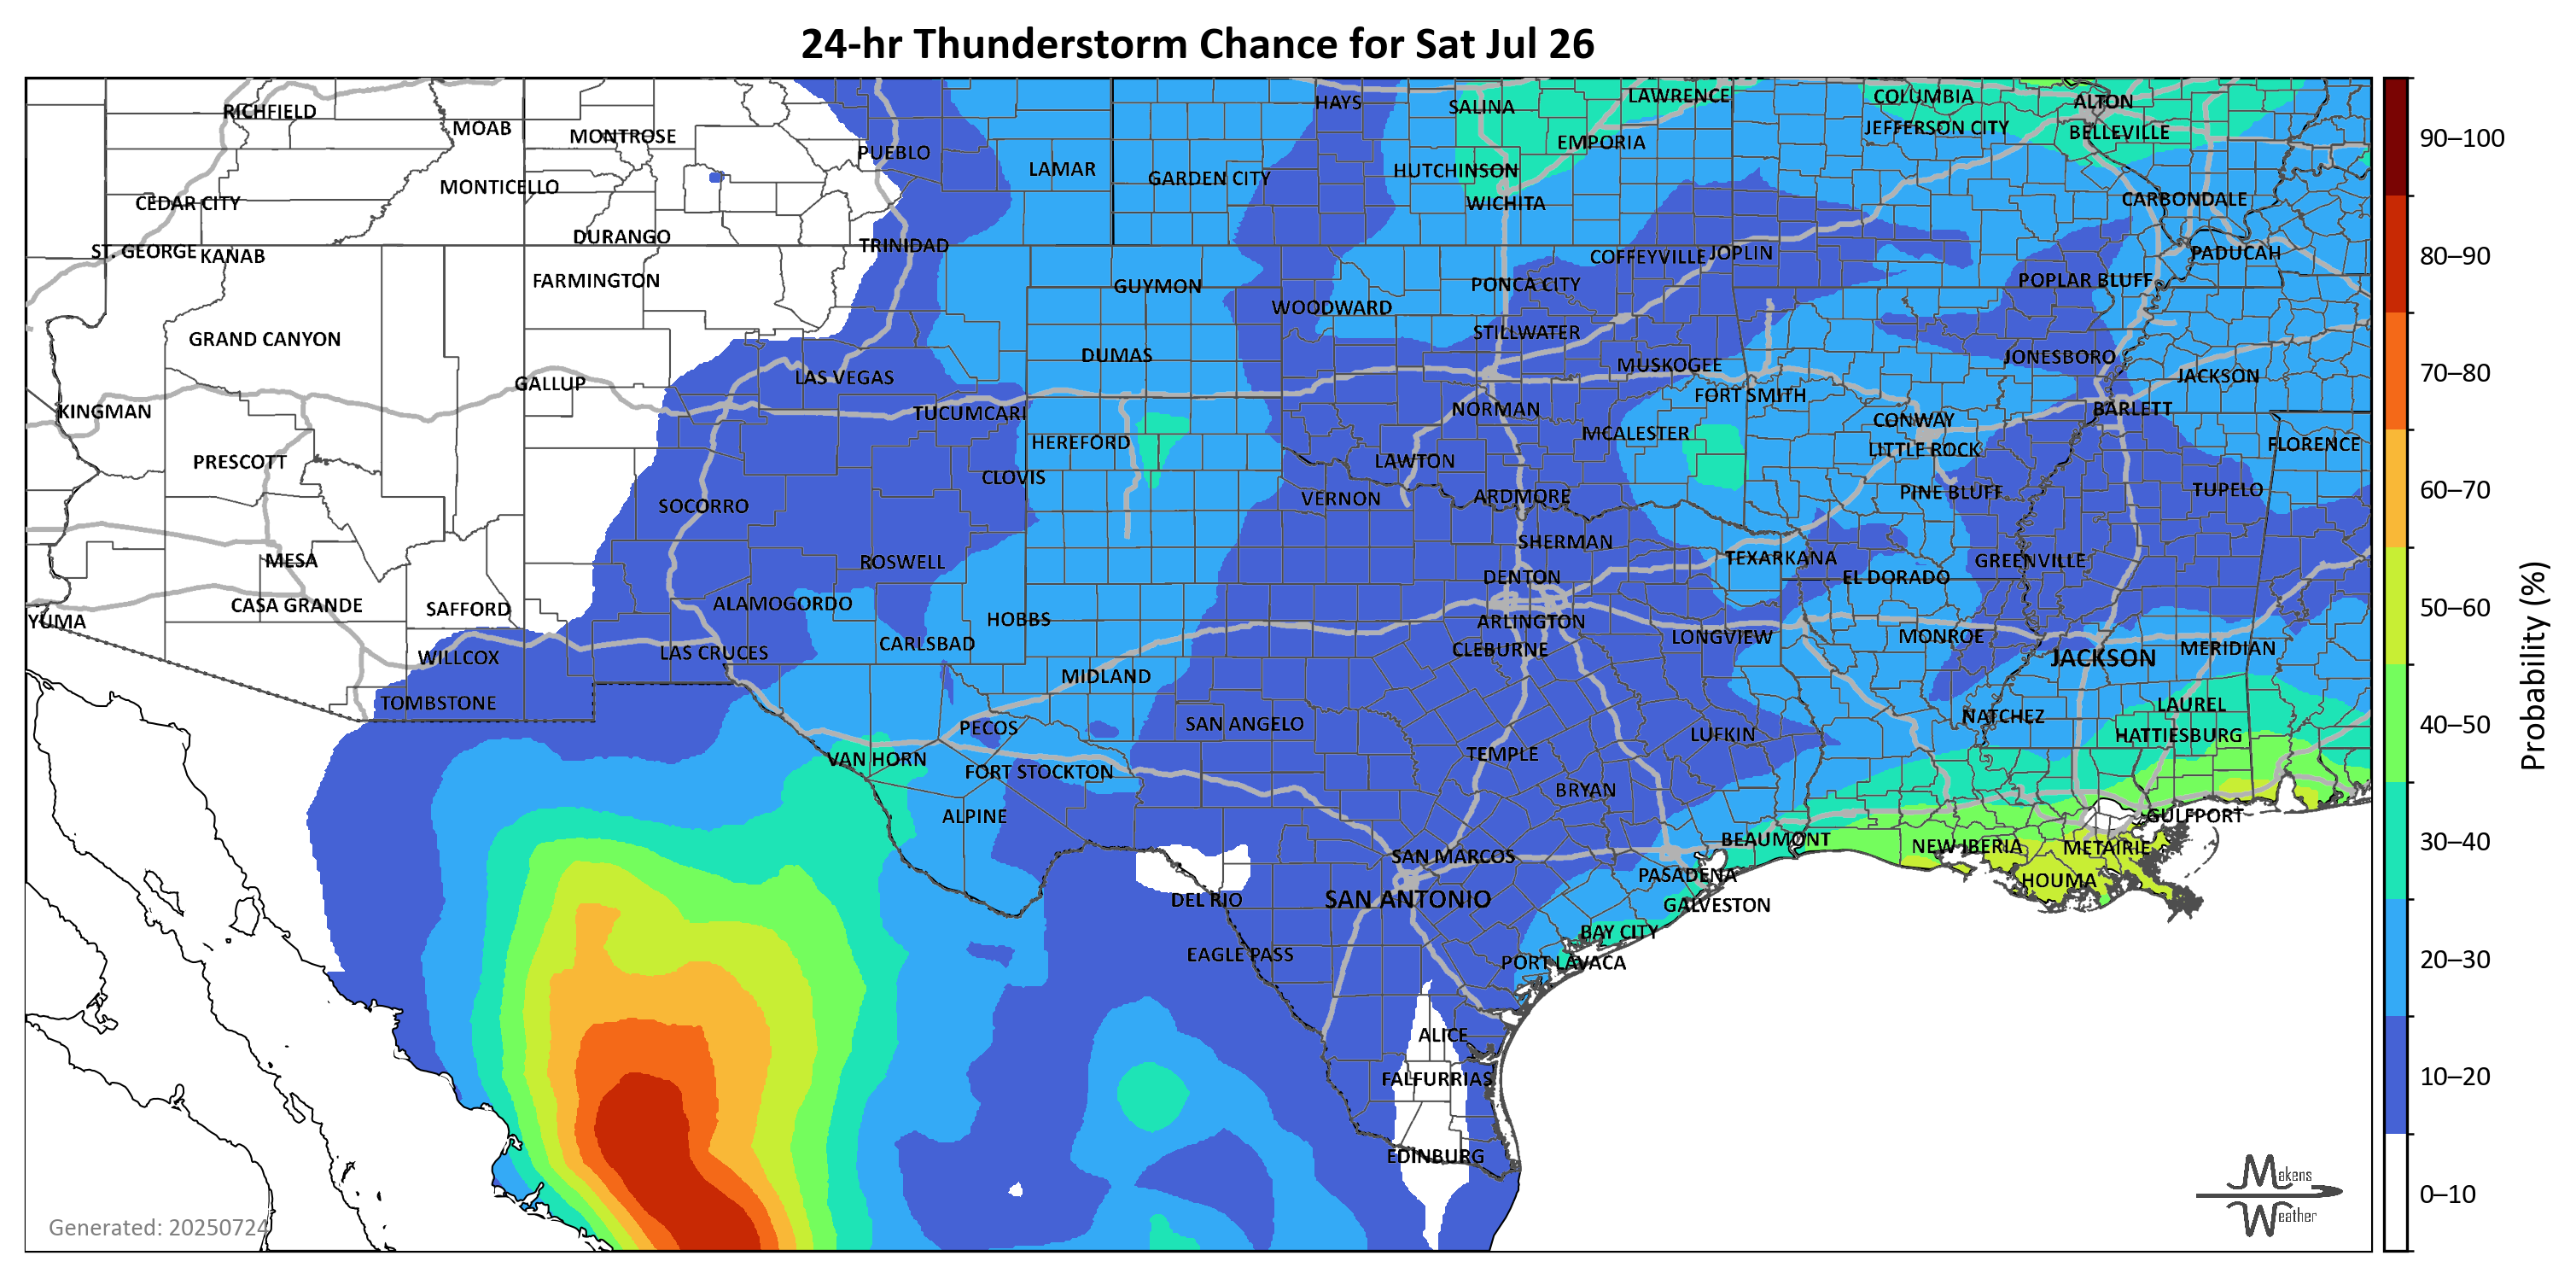 24-hr Thunderstorm Chance for Sat Jul 26
RICHFIELD
MOAB
MONTROSE
PUEBLO
LAMAR
GARDEN CITY
HAYS
SALINA
LAWRENCE
HUTCHINSON
EMPORIA
COLUMBIA
JEFFERSON CITY
ALTON
BELLEVILLE
CEDAR CITY
MONTICELLO
WICHITA
CARBONDALE
ST. GEORGE
KANAB
DURANGO
TRINIDAD
COFFEYVILLE
JOPLIN
PADUCAH
FARMINGTON
GUYMON
WOODWARD
PONCA CITY
POPLAR BLUFF
GRAND CANYON
DUMAS
STILLWATER
MUSKOGEE
JONESBORO
GALLUP
LAS VEGAS
FORT SMITH
JACKSON
KINGMAN
TUCUMCARI
NORMAN
CONWAY
BARLETT
PRESCOTT
HEREFORD
CLOVIS
LAWTON
MCALESTER
LITTLE ROCK
FLORENCE
SOCORRO
VERNON
ARDMORE
PINE BLUFF
TUPELO
MESA
ROSWELL
SHERMAN
TEXARKANA
GREENVILLE
CASA GRANDE
SAFFORD
ALAMOGORDO
DENTON
EL DORADO
YUMA
HOBBS
ARLINGTON
WILLCOX
LAS CRUCES
CARLSBAD
CLEBURNE
LONGVIEW
MONROE
JACKSON
MERIDIAN
TOMBSTONE
MIDLAND
PECOS
SAN ANGELO
LUFKIN
NATCHEZ
LAUREL
HATTIESBURG
VAN HORN
FORT STOCKTON
TEMPLE
BRYAN
ALPINE
GULFPORT
SAN MARCOS
BEAUMONT
NEW IBERIA
METAIRIE
DEL RIO
SAN ANTONIO
PASADENA
GALVESTON
HOUMA
EAGLE PASS
BAY CITY
PORT LAVACA
ALICE
FALFURRIAS
EDINBURG
Generated: 20250724
Makens
Weather
90–100
80–90
70–80
60–70
50–60
40–50
30–40
20–30
10–20
0–10
Probability (%)